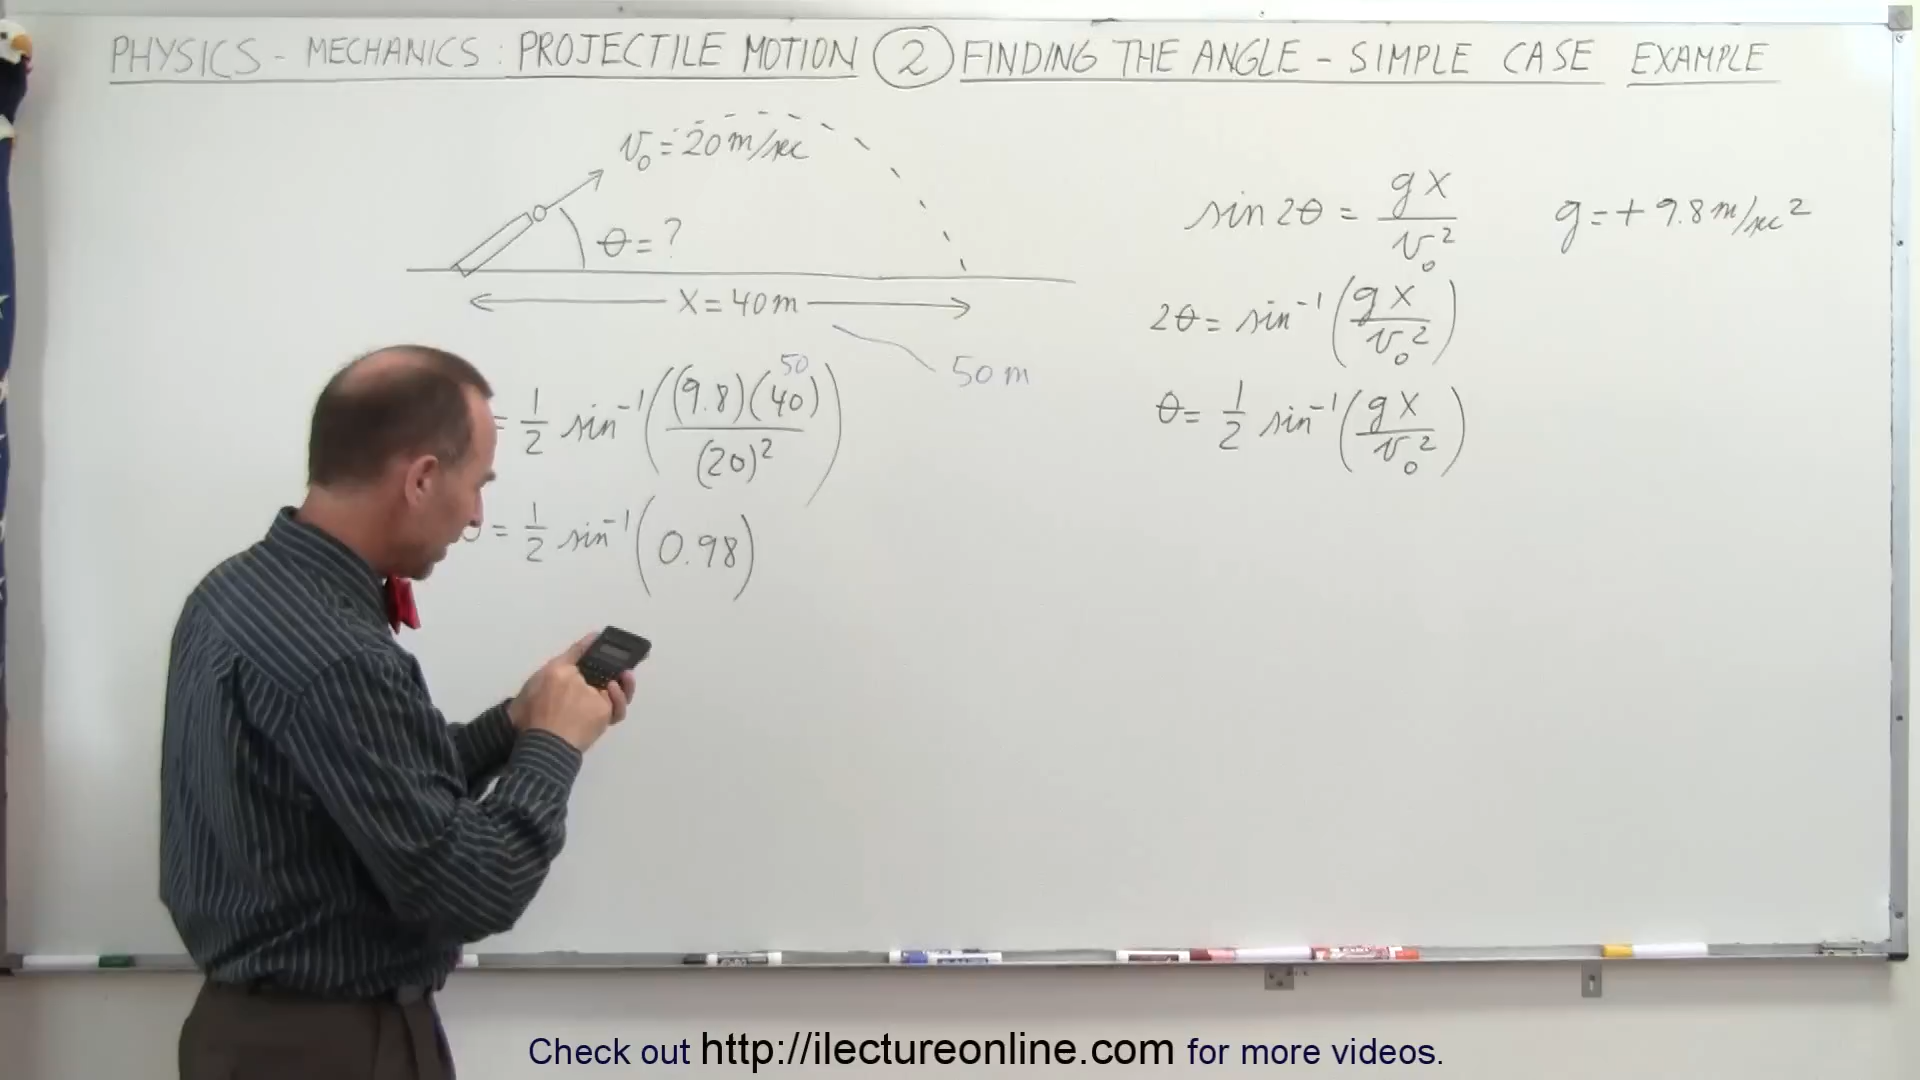 PHYSICS - MECHANICS: PROJECTILE MOTION ② FINDING THE ANGLE - SIMPLE CASE EXAMPLE
v₀ = 20 m/sec
θ = ?
X = 40 m
50 m
= 1/2 sin⁻¹((9.8)(40)/(20)²)
50
θ = 1/2 sin⁻¹(0.98)
sin 2θ = gx/v₀²
g = + 9.8 m/sec²
2θ = sin⁻¹(gx/v₀²)
θ = 1/2 sin⁻¹(gx/v₀²)
Check out http://ilectureonline.com for more videos.